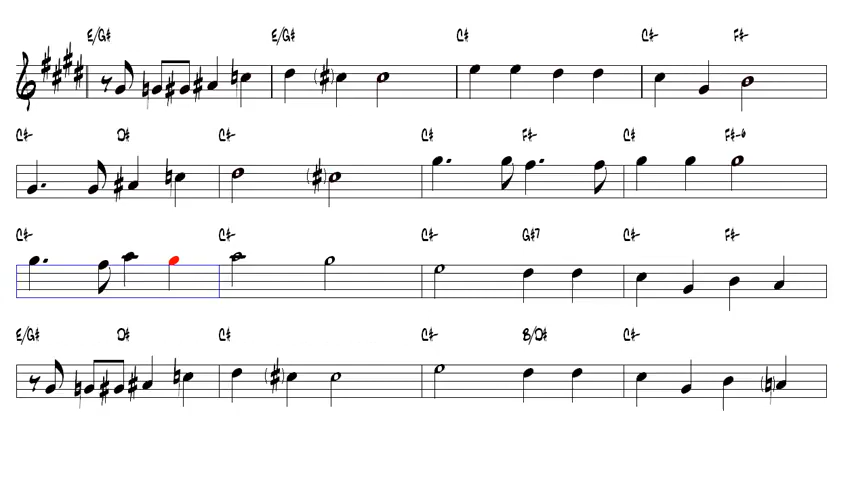 E/G# E/G# C# C#- F#-
C#- D# C#- C# F#- C# F#-6
C#- C#- C#- G#7 C#- F#-
E/G# D# C# C#- B/D# C#-